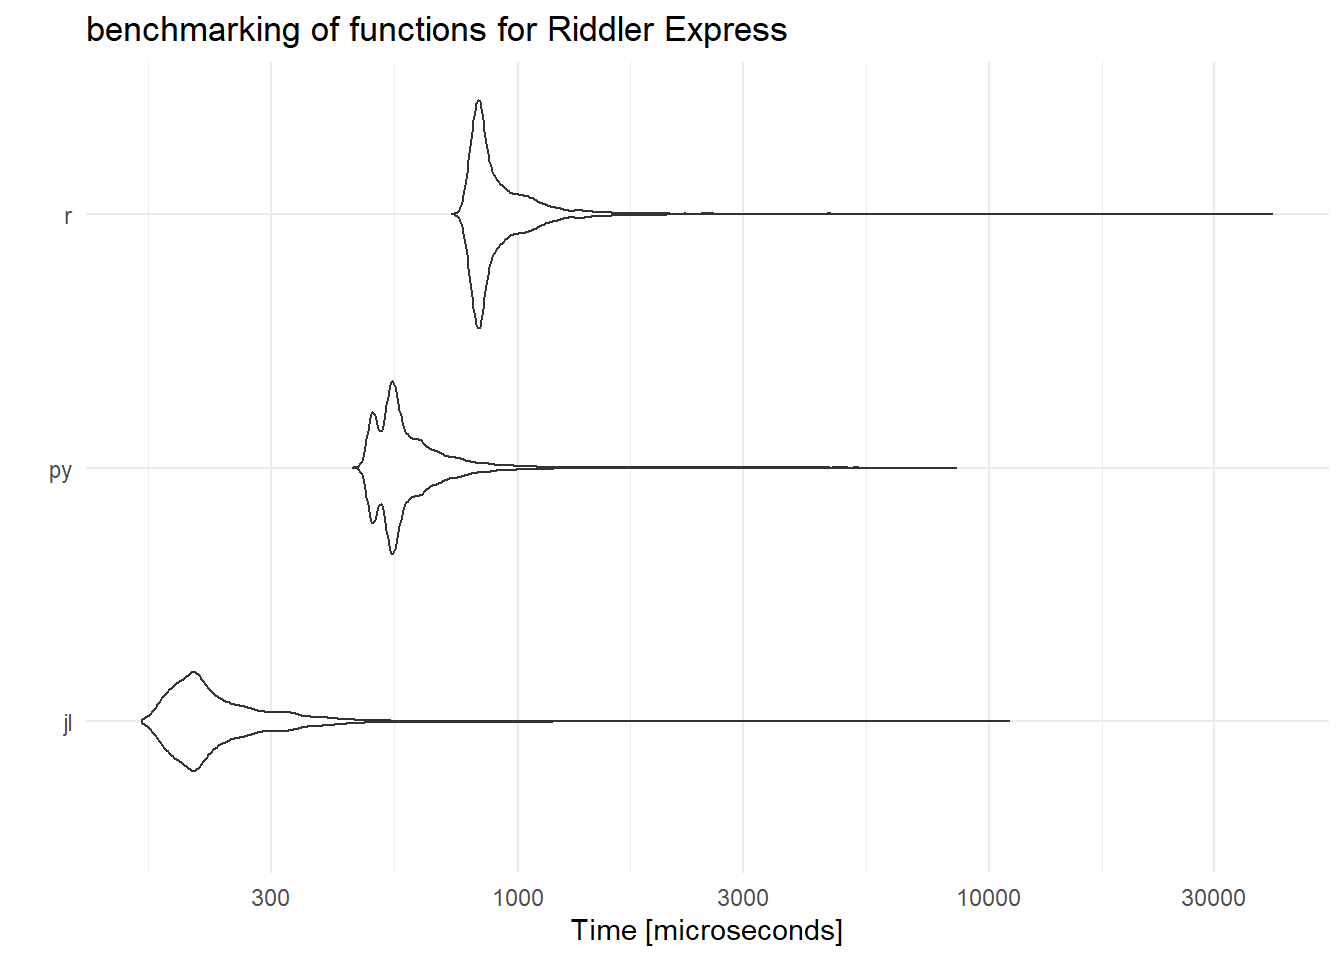 benchmarking of functions for Riddler Express
r
py
jl
300 1000 3000 10000 30000
Time [microseconds]